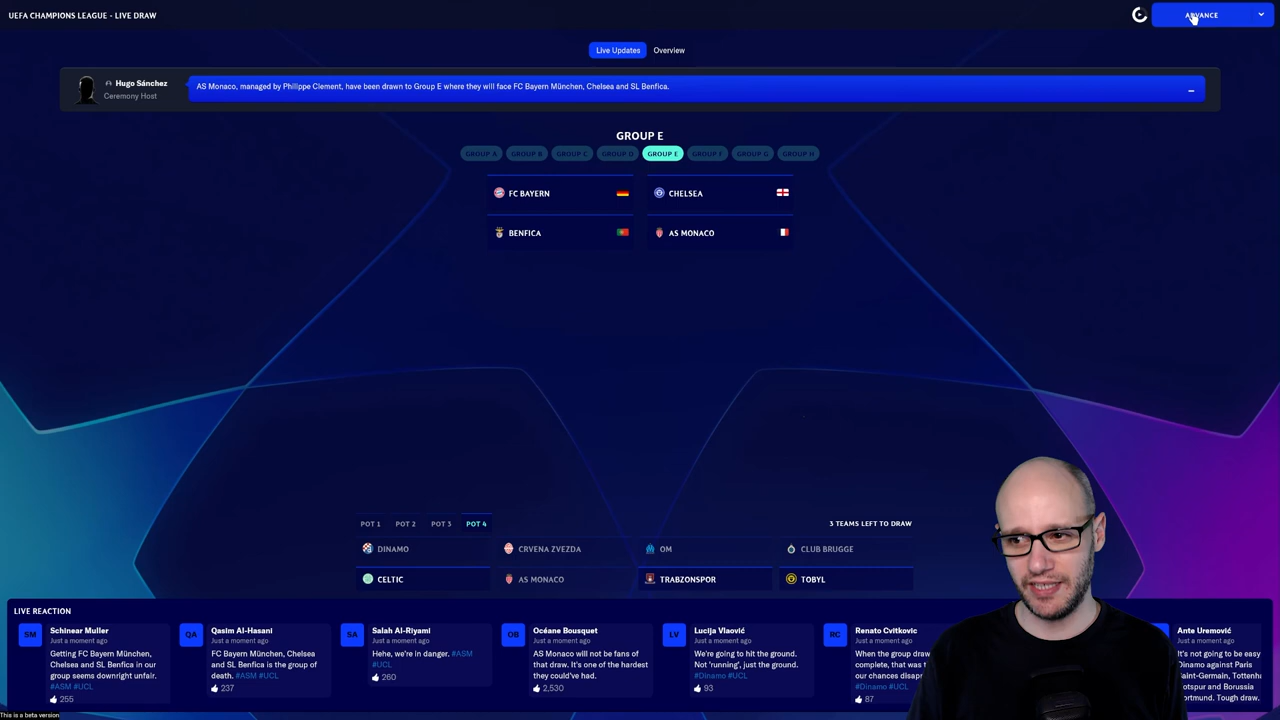 UEFA CHAMPIONS LEAGUE - LIVE DRAW
ADVANCE
Live Updates
Overview
Hugo Sánchez
Ceremony Host
AS Monaco, managed by Philippe Clement, have been drawn to Group E where they will face FC Bayern München, Chelsea and SL Benfica.
GROUP E
GROUP A
GROUP B
GROUP C
GROUP D
GROUP E
GROUP F
GROUP G
GROUP H
FC BAYERN
CHELSEA
BENFICA
AS MONACO
POT 1
POT 2
POT 3
POT 4
3 TEAMS LEFT TO DRAW
DINAMO
CRVENA ZVEZDA
OM
CLUB BRUGGE
CELTIC
AS MONACO
TRABZONSPOR
TOBYL
LIVE REACTION
SM
Schinear Muller
Just a moment ago
Getting FC Bayern München,
Chelsea and SL Benfica in our
group seems downright unfair.
#ASM #UCL
255
QA
Qasim Al-Hasani
Just a moment ago
FC Bayern München, Chelsea
and SL Benfica is the group of
death. #ASM #UCL
237
SA
Salah Al-Riyami
Just a moment ago
Hehe, we're in danger. #ASM
#UCL
260
OB
Océane Bousquet
Just a moment ago
AS Monaco will not be fans of
that draw. It's one of the hardest
they could've had.
2,530
LV
Lucija Vlaović
Just a moment ago
We're going to hit the ground.
Not 'running', just the ground.
#Dinamo #UCL
93
RC
Renato Cvitkovic
Just a moment ago
When the group draw
complete, that was
our chances
#Dinamo #UCL
87
Ante Uremović
Just a moment ago
It's not going to be easy
Dinamo against Paris
Saint-Germain,
and Borussia
Tough draw.
This is a beta version